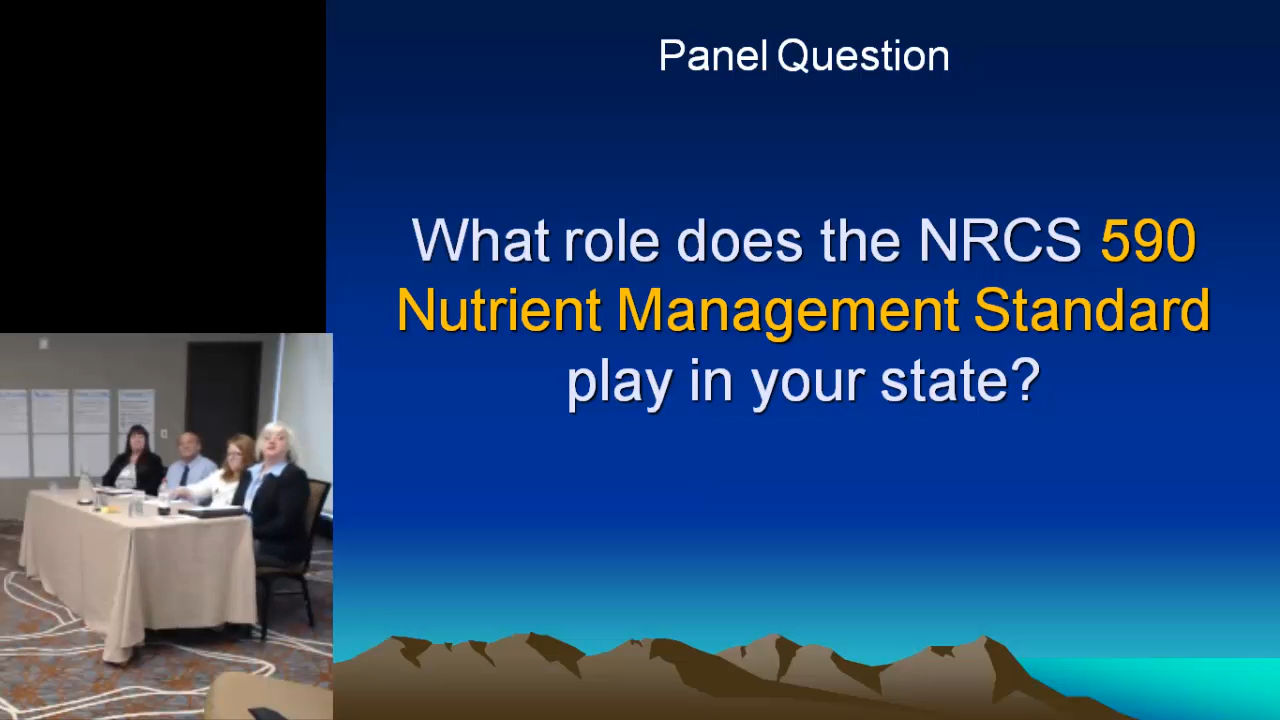 Panel Question
What role does the NRCS 590
Nutrient Management Standard
play in your state?